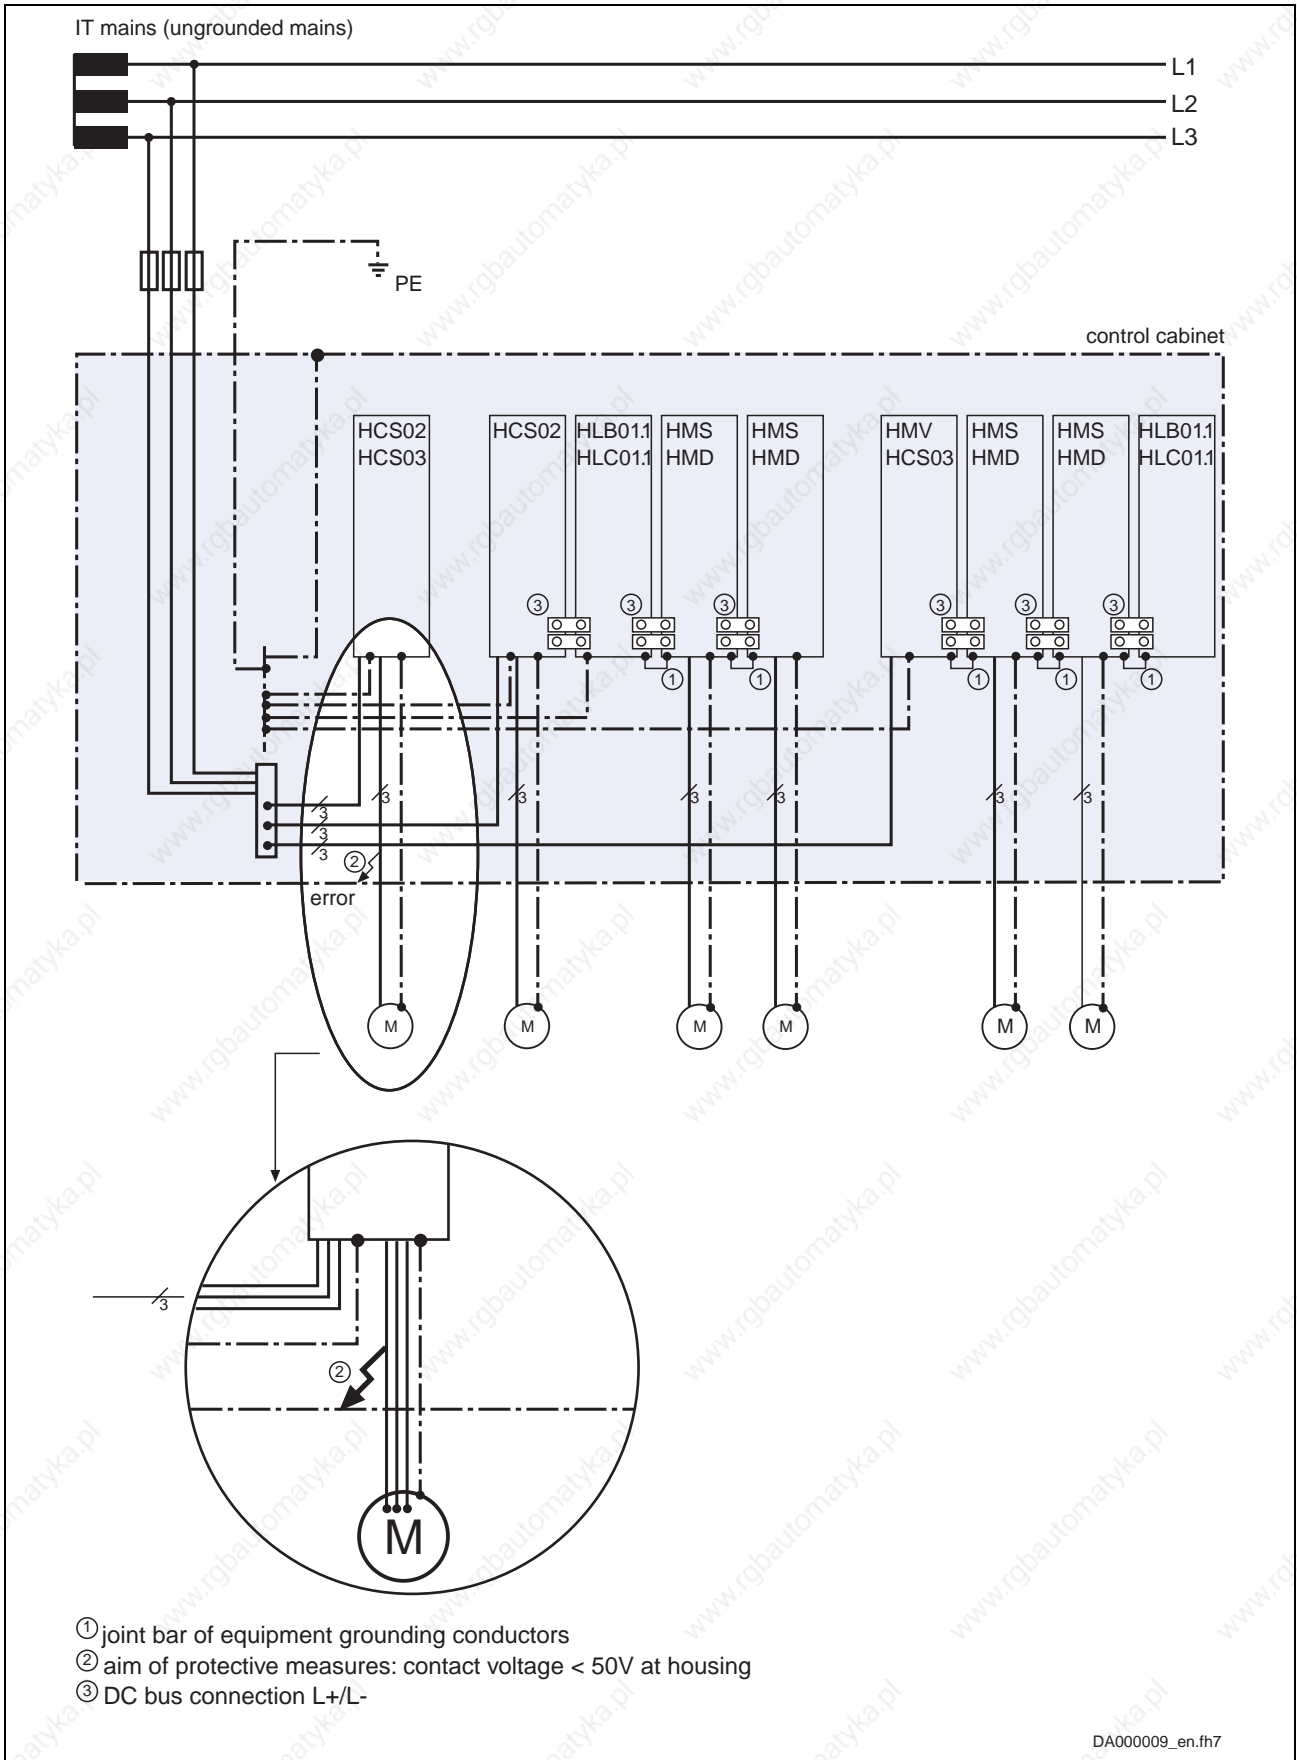 IT mains (ungrounded mains)
L1
L2
L3
PE
control cabinet
HCS02 HCS02 HLB01.1 HMS HMS HMV HMS HMS HLB01.1
HCS03 HLC01.1 HMD HMD HCS03 HMD HMD HLC01.1
3 3 3 3 3 3
1 1 1 1 1
3 3 3 3 3 3
3
3
3
2
error
M M M M M M
3
2
M
1 joint bar of equipment grounding conductors
2 aim of protective measures: contact voltage < 50V at housing
3 DC bus connection L+/L-
DA000009_en.fh7
www.rgbautomatyka.pl